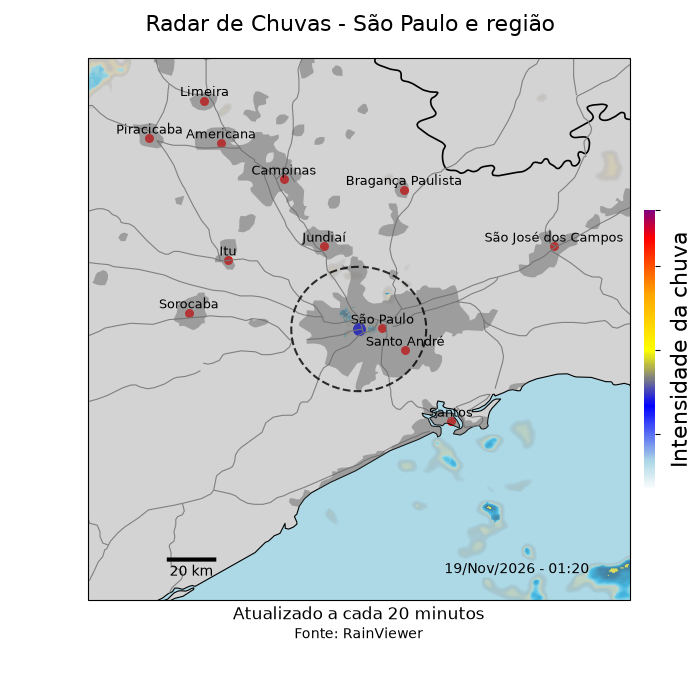 Radar de Chuvas - São Paulo e região
Limeira
Piracicaba
Americana
Campinas
Bragança Paulista
Jundiaí
São José dos Campos
Itu
Sorocaba
São Paulo
Santo André
Santos
Intensidade da chuva
20 km
19/Nov/2026 - 01:20
Atualizado a cada 20 minutos
Fonte: RainViewer